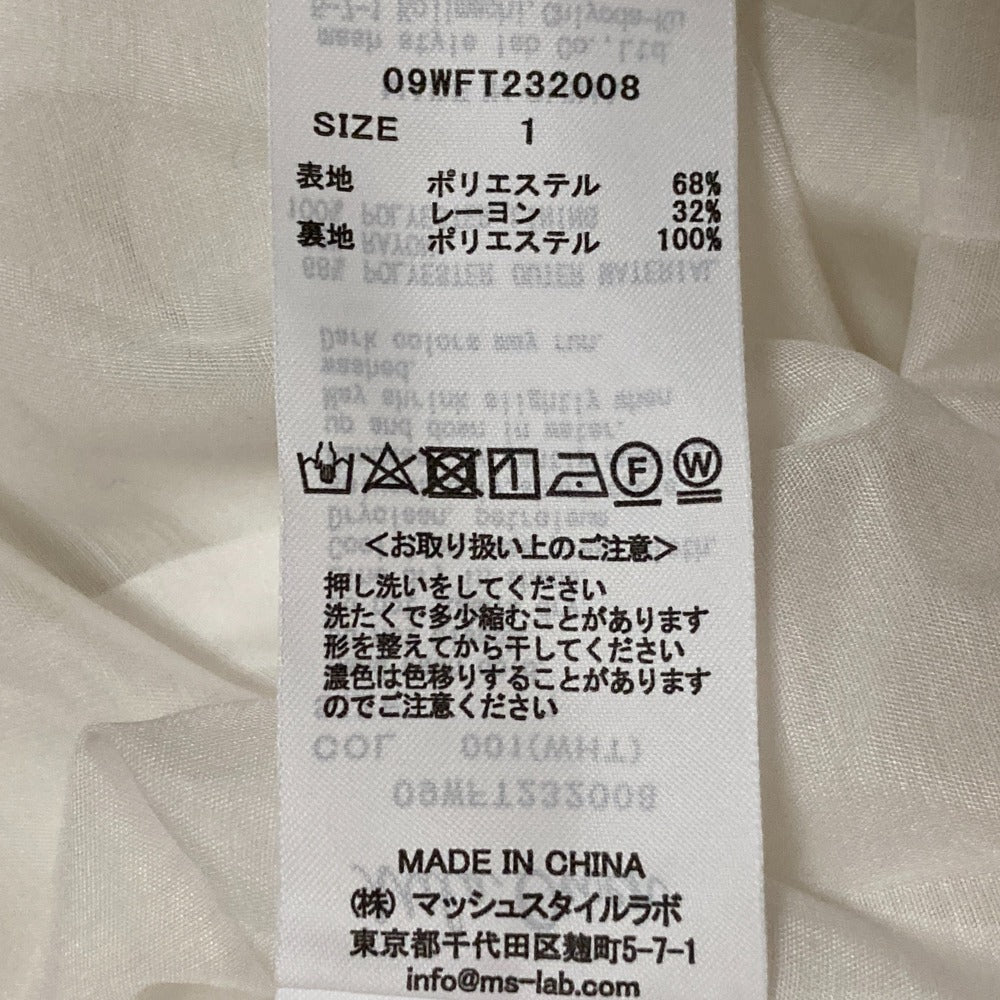 09WFT232008
SIZE 1
表地 ポリエステル 68%
レーヨン 32%
裏地 ポリエステル 100%
F W
<お取り扱い上のご注意>
押し洗いをしてください
洗たくで多少縮むことがあります
形を整えてから干してください
濃色は色移りすることがあります
のでご注意ください
MADE IN CHINA
(株) マッシュスタイルラボ
東京都千代田区麹町5-7-1
info@ms-lab.com